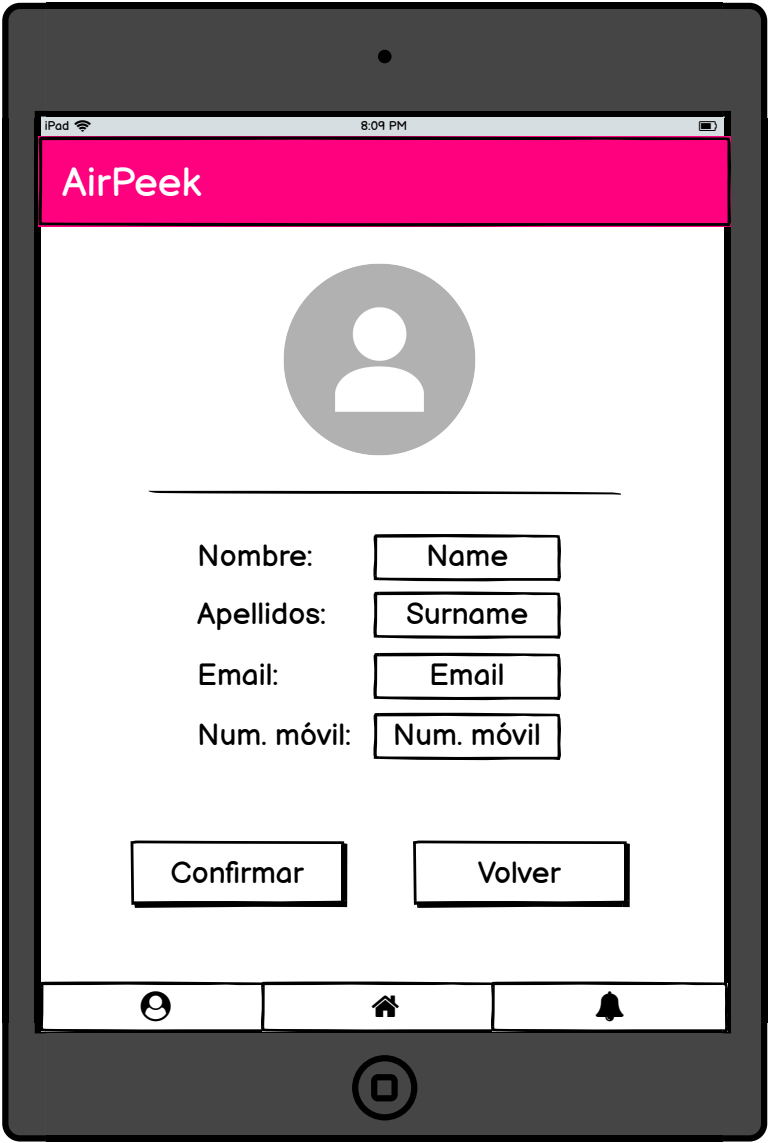 iPad 8:09 PM
AirPeek
Nombre: Name
Apellidos: Surname
Email: Email
Num. móvil: Num. móvil
Confirmar Volver